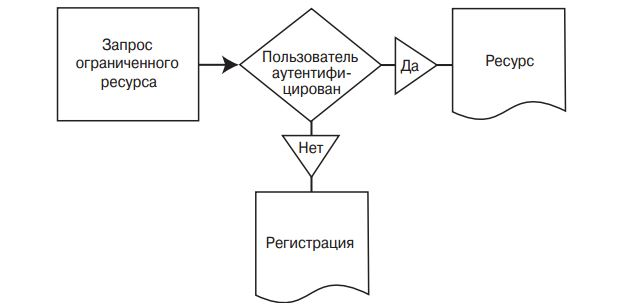 Запрос
ограниченного
ресурса
Пользователь
аутентифи-
цирован
Да
Ресурс
Нет
Регистрация